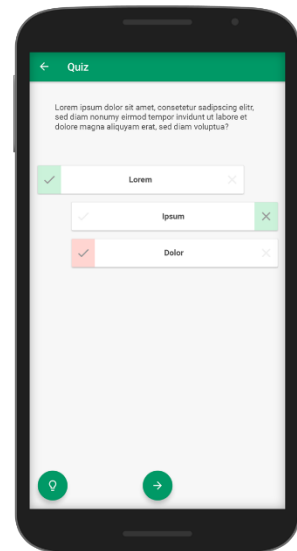 Quiz
Lorem ipsum dolor sit amet, consetetur sadipscing elitr,
sed diam nonumy eirmod tempor invidunt ut labore et
dolore magna aliquyam erat, sed diam voluptua?
Lorem
Ipsum
Dolor